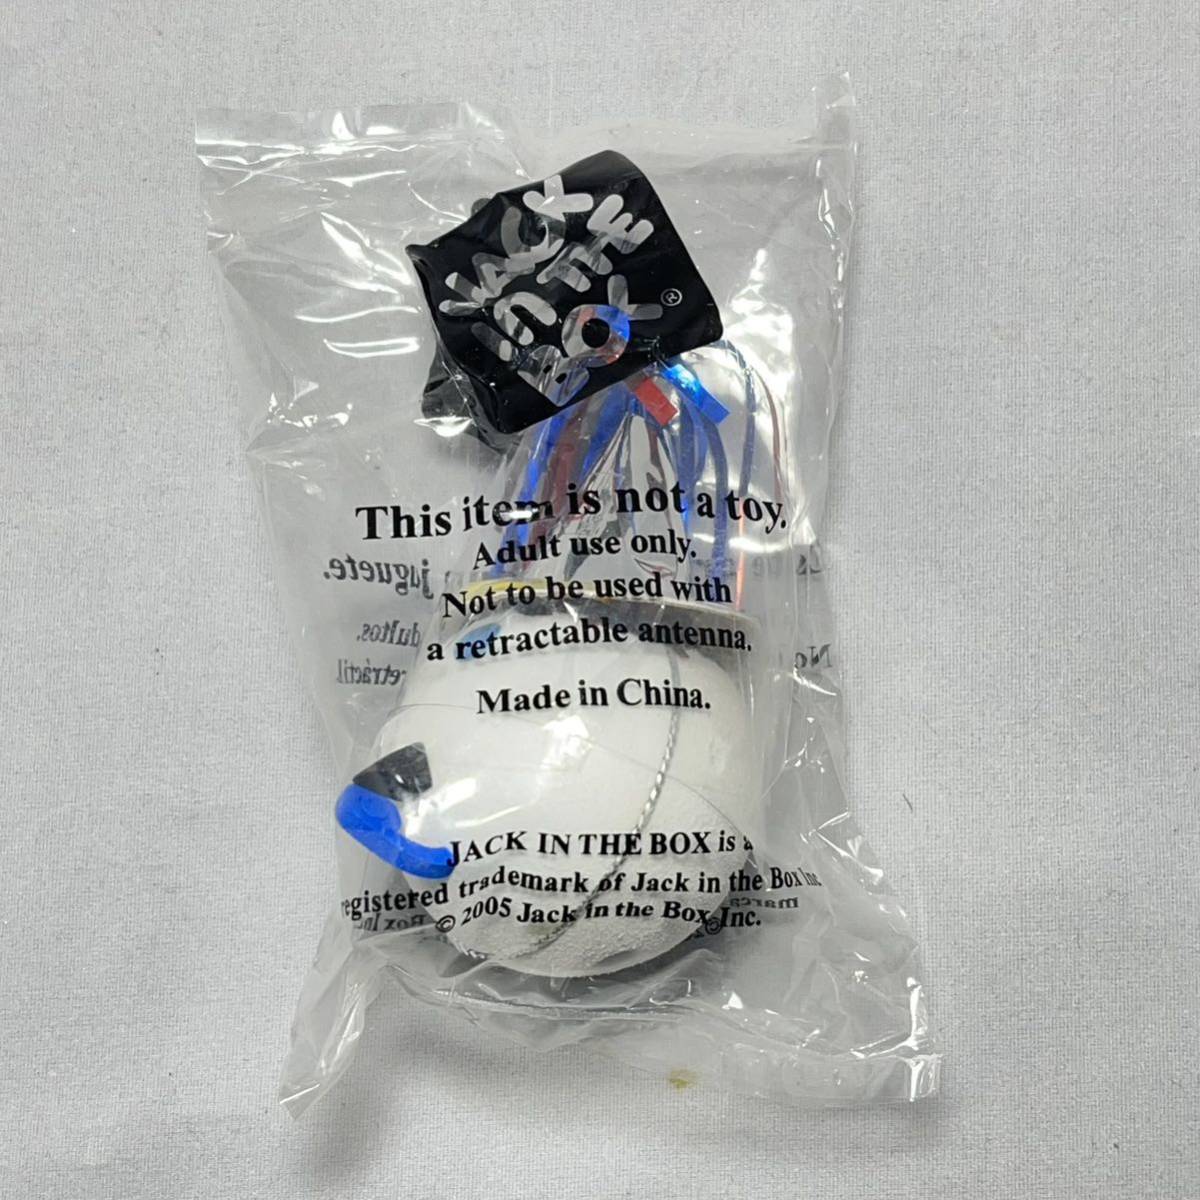 JACK
IN THE
BOX®
This item is not a toy.
Adult use only.
Not to be used with
a retractable antenna.
Made in China.
JACK IN THE BOX is a
registered trademark of Jack in the Box Inc
© 2005 Jack in the Box Inc.
juguete.